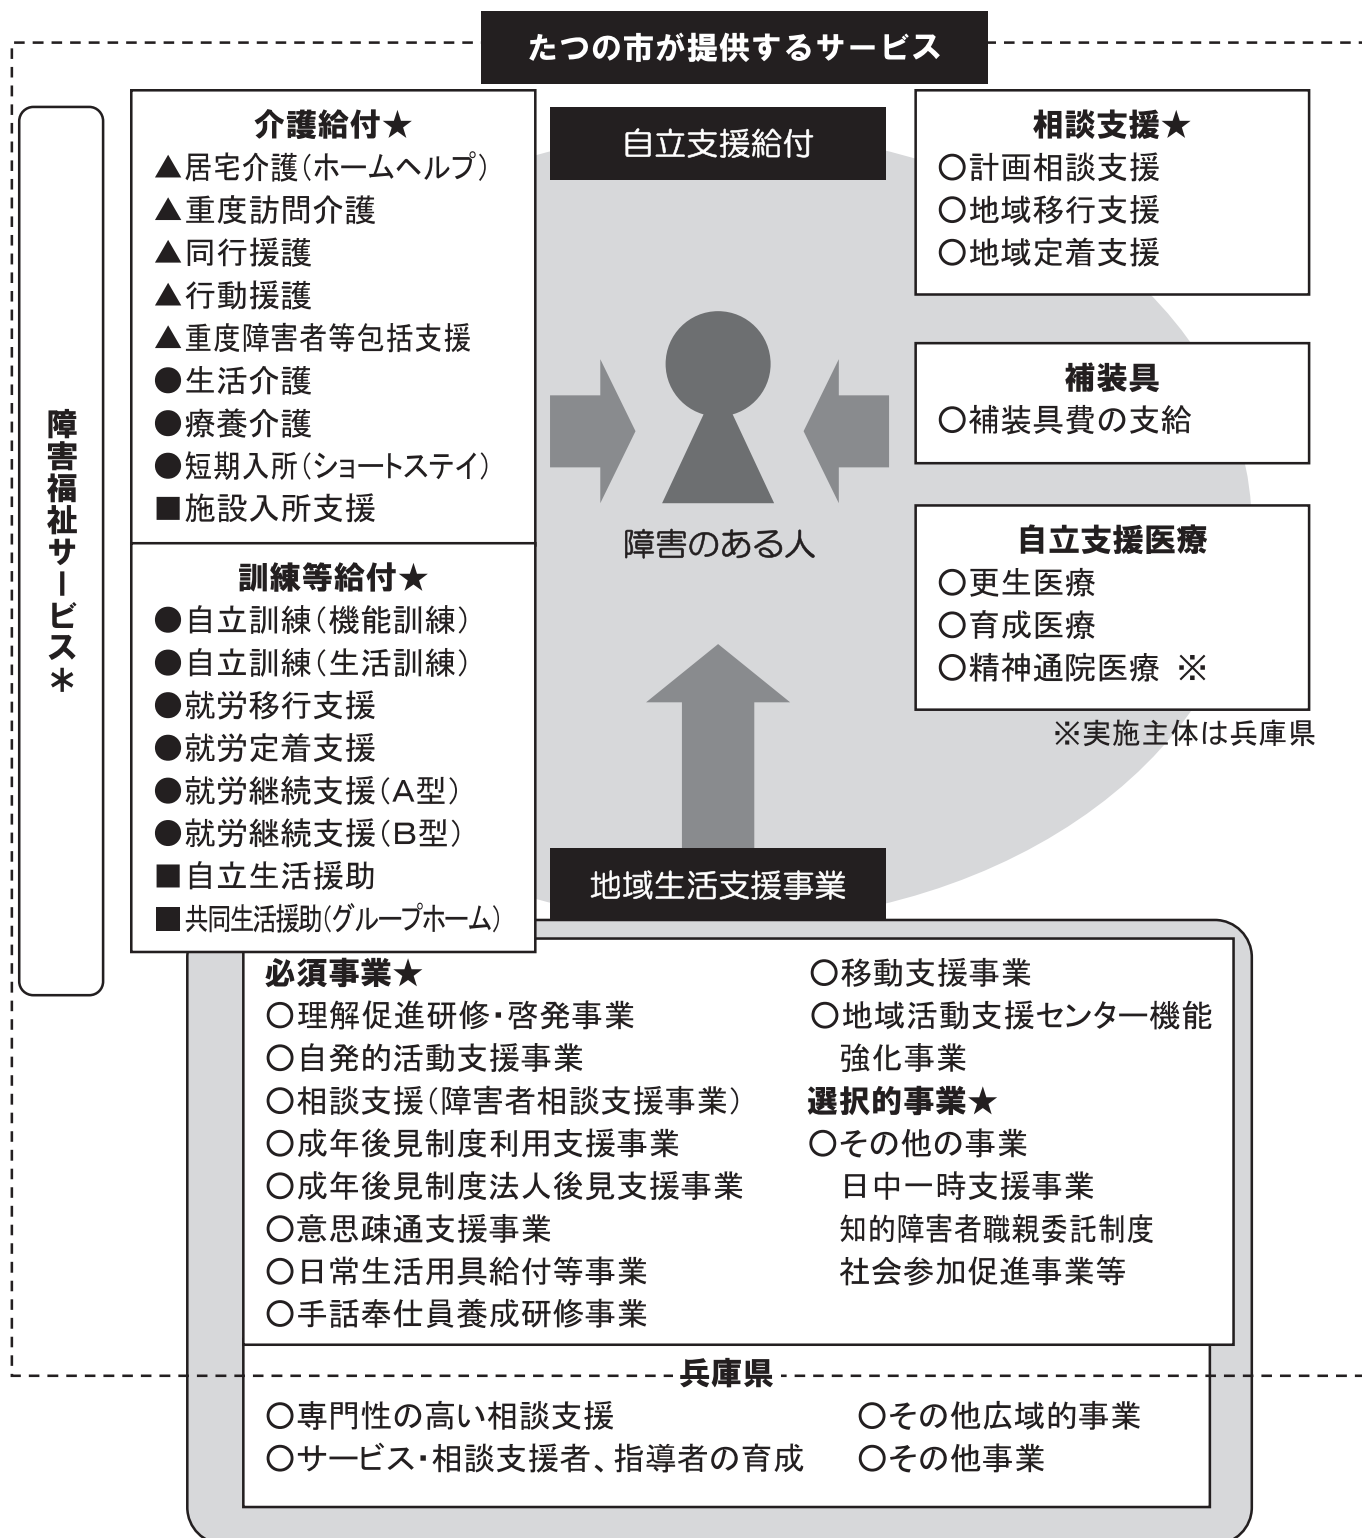 たつの市が提供するサービス
障害福祉サービス＊
介護給付★
▲居宅介護（ホームヘルプ）
▲重度訪問介護
▲同行援護
▲行動援護
▲重度障害者等包括支援
●生活介護
●療養介護
●短期入所（ショートステイ）
■施設入所支援
訓練等給付★
●自立訓練（機能訓練）
●自立訓練（生活訓練）
●就労移行支援
●就労定着支援
●就労継続支援（A型）
●就労継続支援（B型）
■自立生活援助
■共同生活援助（グループホーム）
自立支援給付
障害のある人
相談支援★
○計画相談支援
○地域移行支援
○地域定着支援
補装具
○補装具費の支給
自立支援医療
○更生医療
○育成医療
○精神通院医療 ※
※実施主体は兵庫県
地域生活支援事業
必須事業★
○理解促進研修・啓発事業
○自発的活動支援事業
○相談支援（障害者相談支援事業）
○成年後見制度利用支援事業
○成年後見制度法人後見支援事業
○意思疎通支援事業
○日常生活用具給付等事業
○手話奉仕員養成研修事業
○移動支援事業
○地域活動支援センター機能
強化事業
選択的事業★
○その他の事業
日中一時支援事業
知的障害者職親委託制度
社会参加促進事業等
兵庫県
○専門性の高い相談支援
○サービス・相談支援者、指導者の育成
○その他広域的事業
○その他事業